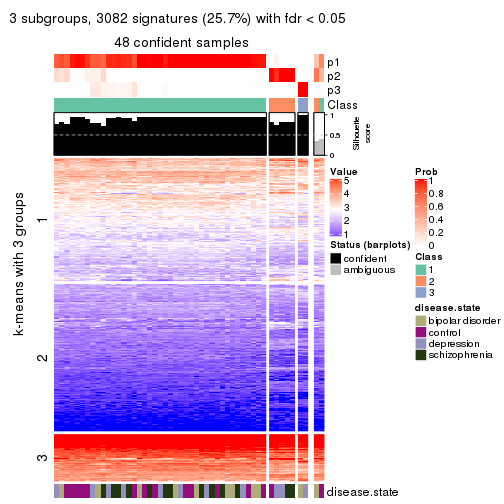 3 subgroups, 3082 signatures (25.7%) with fdr < 0.05
48 confident samples
p1
p2
p3
Class
1
0.5
0
Silhouette
score
k-means with 3 groups
1
2
3
disease.state
Value
5
4
3
2
1
Status (barplots)
confident
ambiguous
Prob
1
0.8
0.6
0.4
0.2
0
Class
1
2
3
disease.state
bipolar disorder
control
depression
schizophrenia